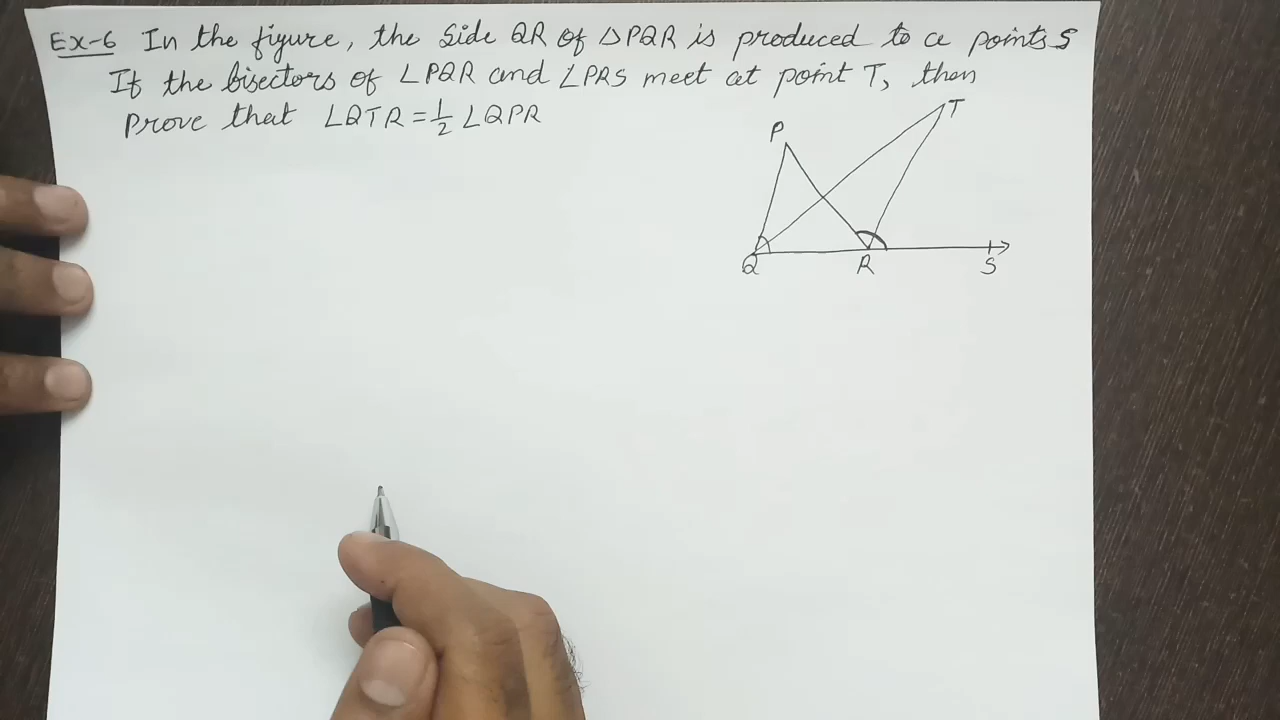 Ex-6 In the figure, the side QR of △PQR is produced to a points S
If the bisectors of ∠PQR and ∠PRS meet at point T, then
prove that ∠QTR = 1/2 ∠QPR
T
P
Q
R
S